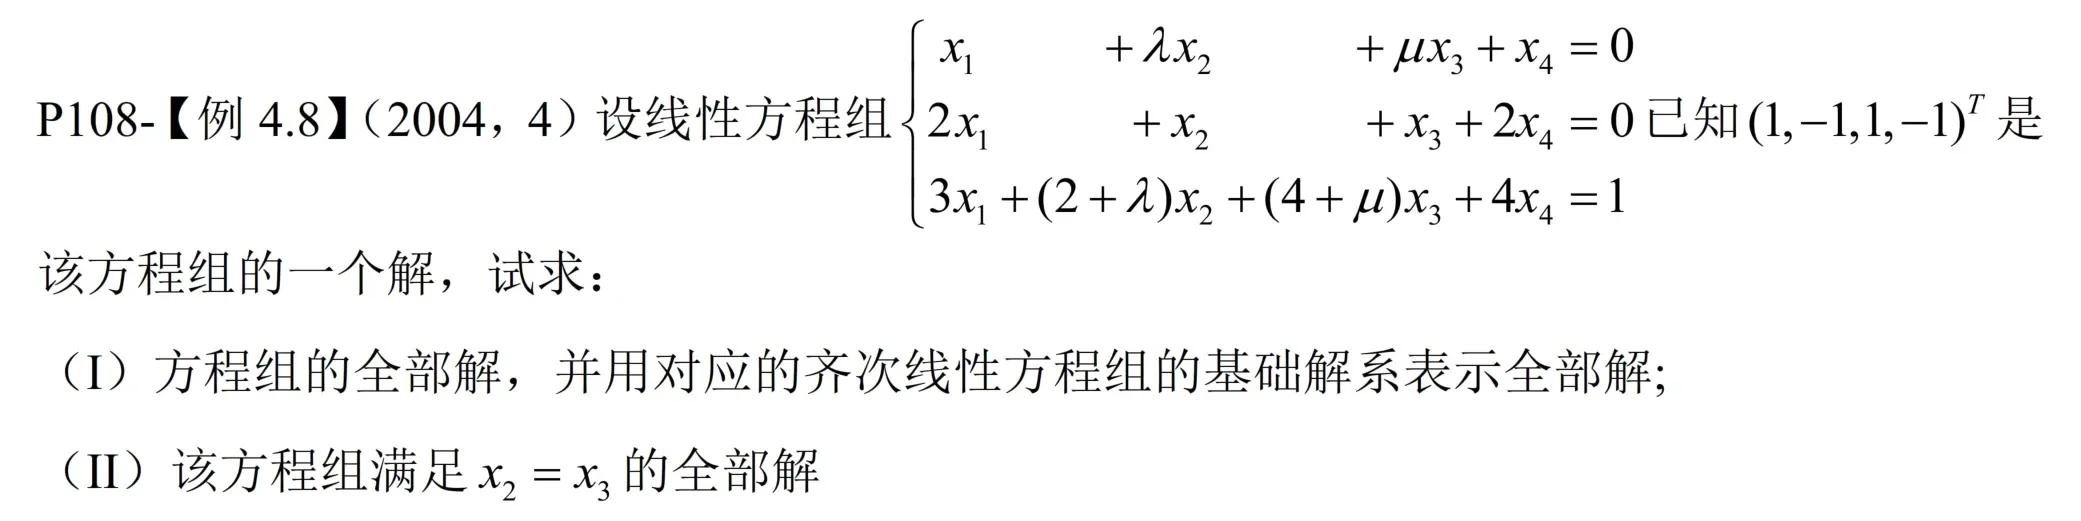 P108-【例 4.8】（2004，4）设线性方程组 $\begin{cases} x_1 + \lambda x_2 + \mu x_3 + x_4 = 0 \\ 2x_1 + x_2 + x_3 + 2x_4 = 0 \\ 3x_1 + (2+\lambda)x_2 + (4+\mu)x_3 + 4x_4 = 1 \end{cases}$ 已知 $(1,-1,1,-1)^T$ 是
该方程组的一个解，试求：
（I）方程组的全部解，并用对应的齐次线性方程组的基础解系表示全部解;
（II）该方程组满足 $x_2 = x_3$ 的全部解